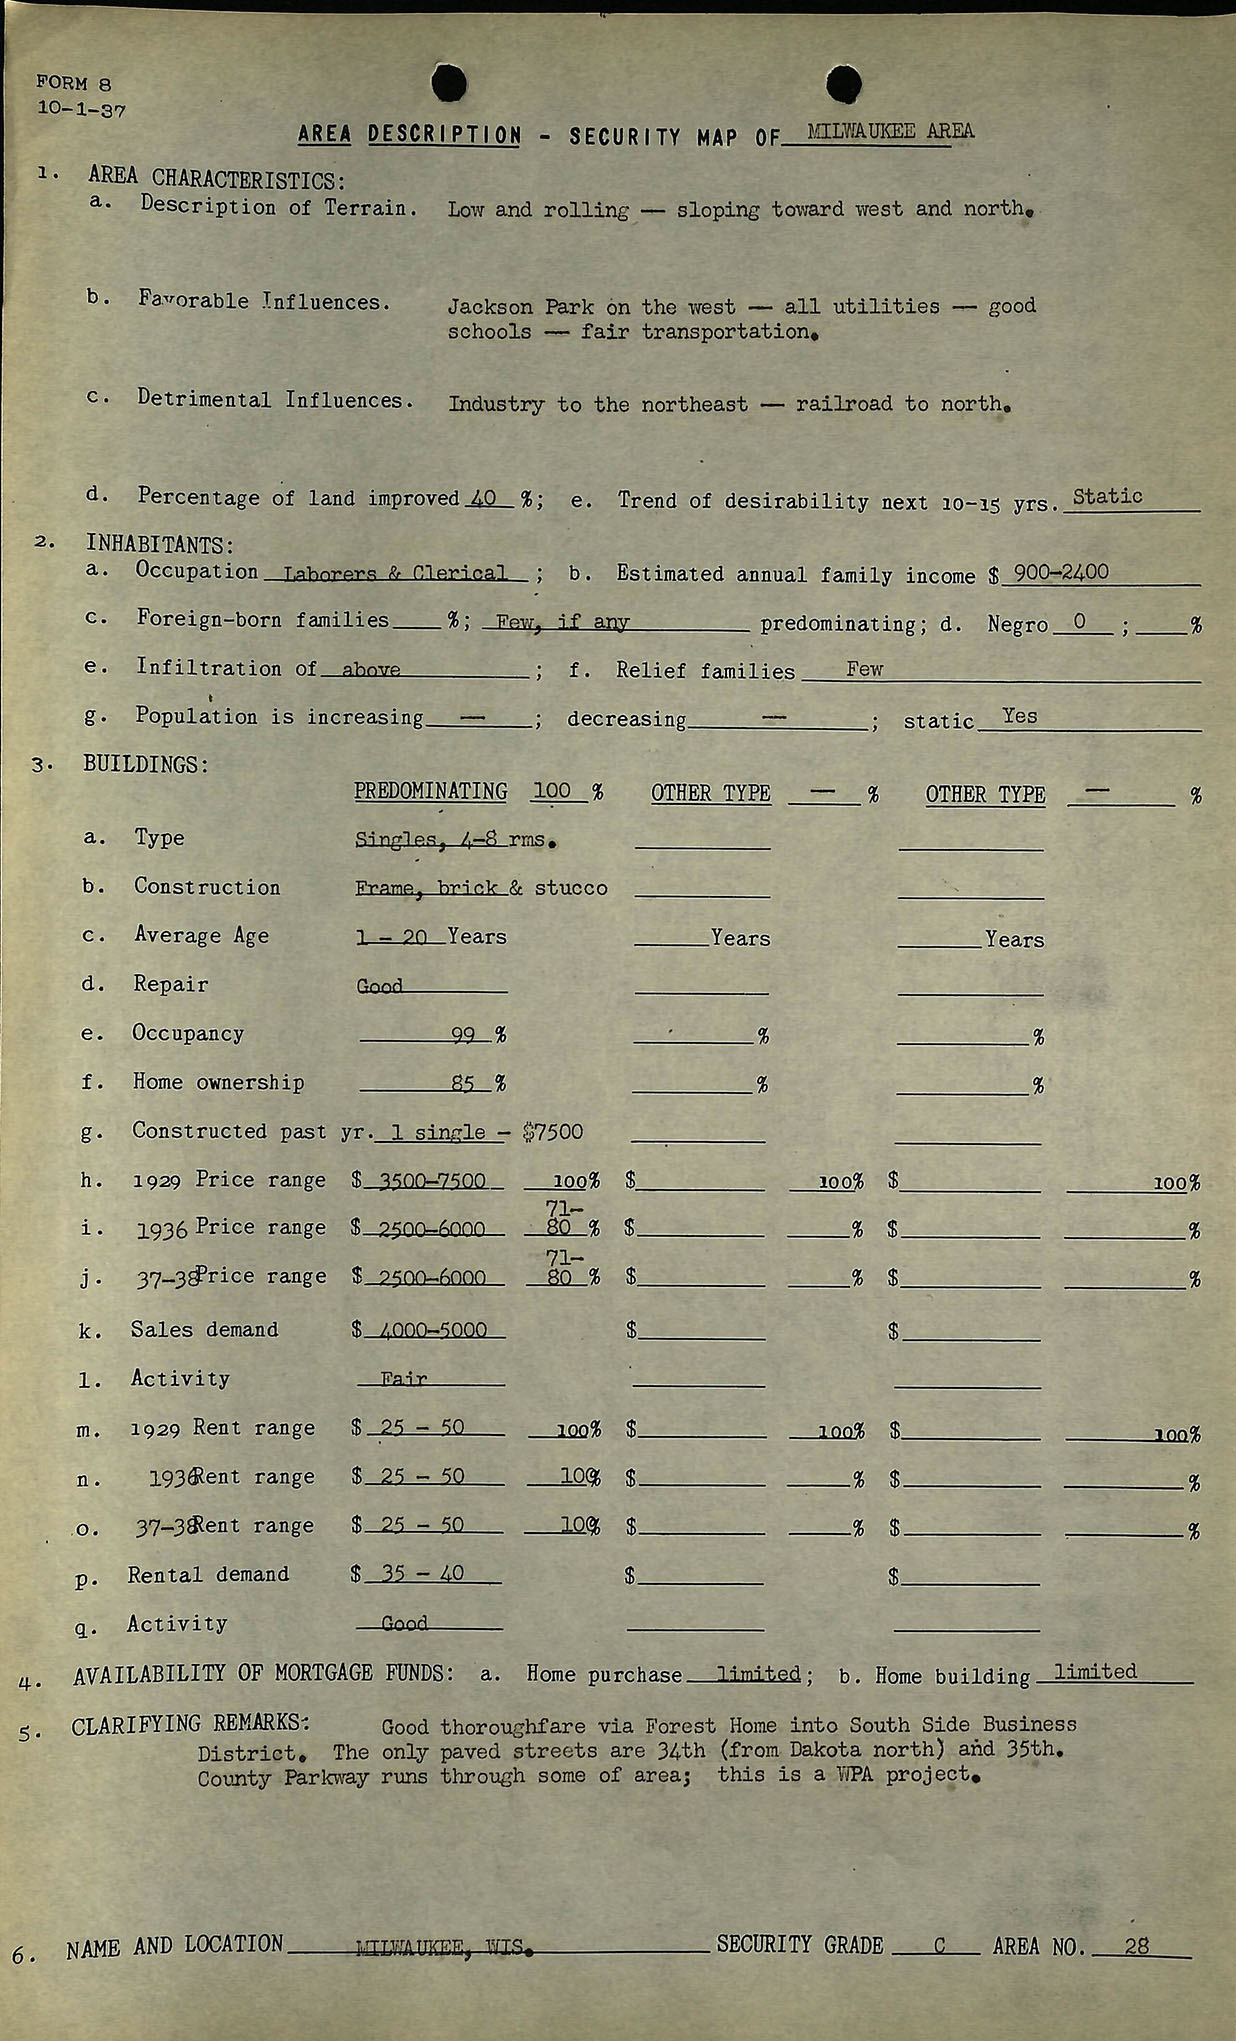 FORM 8
10-1-37
AREA DESCRIPTION - SECURITY MAP OF MILWAUKEE AREA
1. AREA CHARACTERISTICS:
a. Description of Terrain. Low and rolling — sloping toward west and north.
b. Favorable Influences. Jackson Park on the west — all utilities — good
schools — fair transportation.
c. Detrimental Influences. Industry to the northeast — railroad to north.
d. Percentage of land improved 40 %; e. Trend of desirability next 10-15 yrs. Static
2. INHABITANTS:
a. Occupation Laborers & Clerical ; b. Estimated annual family income $ 900-2400
c. Foreign-born families %; Few, if any predominating; d. Negro 0 ; %
e. Infiltration of above ; f. Relief families Few
g. Population is increasing — ; decreasing — ; static Yes
3. BUILDINGS:
PREDOMINATING 100 % OTHER TYPE — % OTHER TYPE — %
a. Type Singles, 4-8 rms.
b. Construction Frame, brick & stucco
c. Average Age 1 - 20 Years Years Years
d. Repair Good
e. Occupancy 99 % % %
f. Home ownership 85 % % %
g. Constructed past yr. 1 single - $7500
h. 1929 Price range $ 3500-7500 100% $ 100% $ 100%
71-
i. 1936 Price range $ 2500-6000 80 % $ % $ %
71-
j. 37-38 Price range $ 2500-6000 80 % $ % $ %
k. Sales demand $ 4000-5000 $ $
l. Activity Fair
m. 1929 Rent range $ 25 - 50 100% $ 100% $ 100%
n. 1936 Rent range $ 25 - 50 100% $ % $ %
o. 37-38 Rent range $ 25 - 50 100% $ % $ %
p. Rental demand $ 35 - 40 $ $
q. Activity Good
4. AVAILABILITY OF MORTGAGE FUNDS: a. Home purchase limited; b. Home building limited
5. CLARIFYING REMARKS: Good thoroughfare via Forest Home into South Side Business
District. The only paved streets are 34th (from Dakota north) and 35th.
County Parkway runs through some of area; this is a WPA project.
6. NAME AND LOCATION MILWAUKEE, WIS. SECURITY GRADE C AREA NO. 28